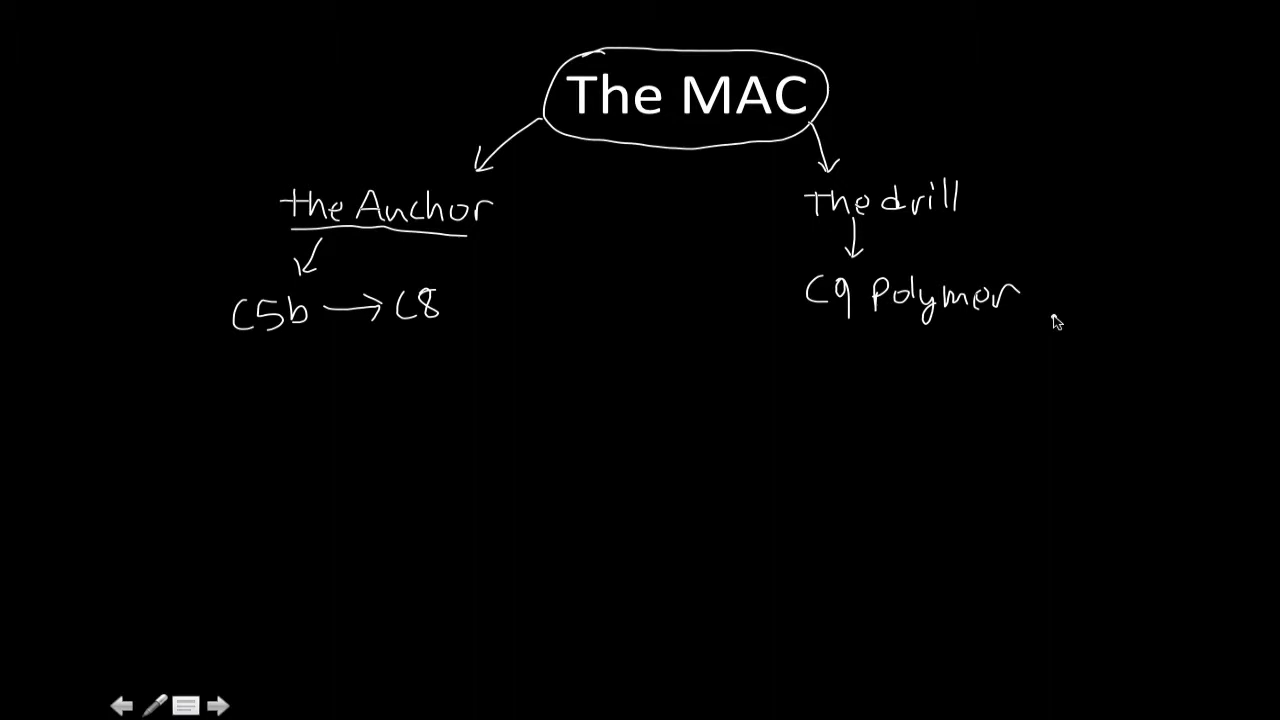 The MAC
the Anchor
The drill
C5b → C8
C9 Polymer